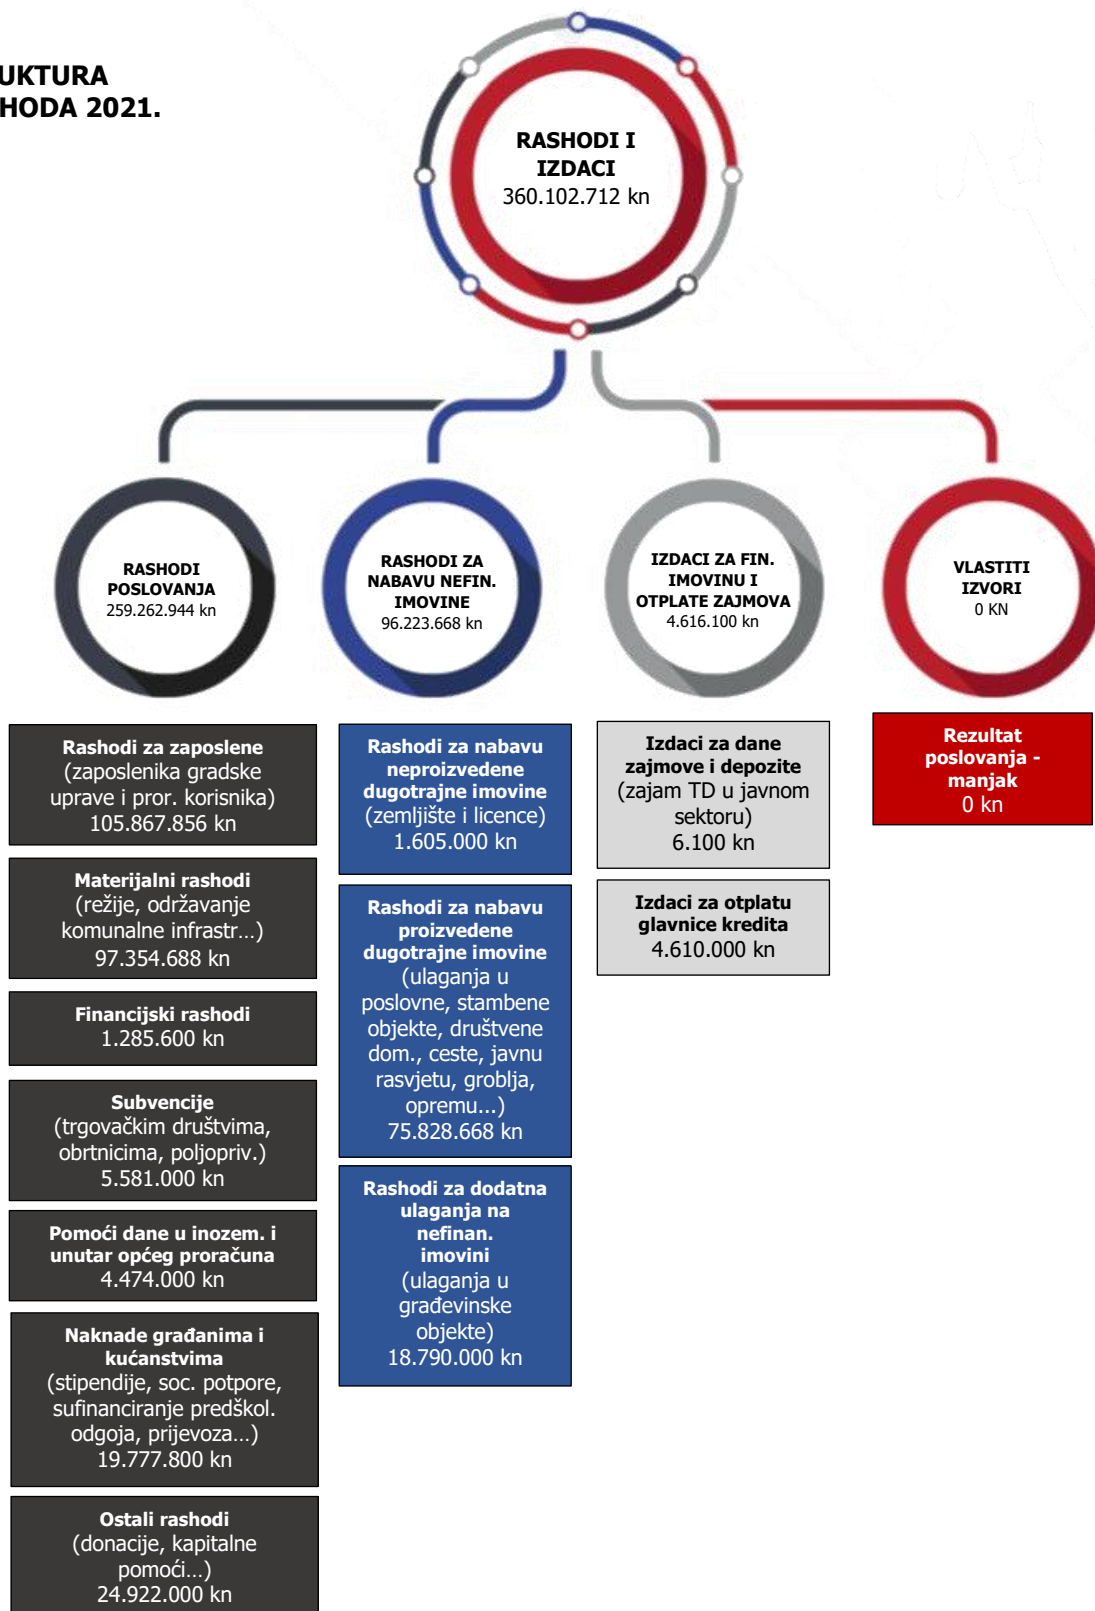 UKTURA
HODA 2021.
RASHODI I
IZDACI
360.102.712 kn
RASHODI
POSLOVANJA
259.262.944 kn
RASHODI ZA
NABAVU NEFIN.
IMOVINE
96.223.668 kn
IZDACI ZA FIN.
IMOVINU I
OTPLATE ZAJMOVA
4.616.100 kn
VLASTITI
IZVORI
0 KN
Rashodi za zaposlene
(zaposlenika gradske
uprave i pror. korisnika)
105.867.856 kn
Materijalni rashodi
(režije, održavanje
komunalne infrastr...)
97.354.688 kn
Financijski rashodi
1.285.600 kn
Subvencije
(trgovačkim društvima,
obrtnicima, poljopriv.)
5.581.000 kn
Pomoći dane u inozem. i
unutar općeg proračuna
4.474.000 kn
Naknade građanima i
kućanstvima
(stipendije, soc. potpore,
sufinanciranje predškol.
odgoja, prijevoza...)
19.777.800 kn
Ostali rashodi
(donacije, kapitalne
pomoći...)
24.922.000 kn
Rashodi za nabavu
neproizvedene
dugotrajne imovine
(zemljište i licence)
1.605.000 kn
Rashodi za nabavu
proizvedene
dugotrajne imovine
(ulaganja u
poslovne, stambene
objekte, društvene
dom., ceste, javnu
rasvjetu, groblja,
opremu...)
75.828.668 kn
Rashodi za dodatna
ulaganja na
nefinan.
imovini
(ulaganja u
građevinske
objekte)
18.790.000 kn
Izdaci za dane
zajmove i depozite
(zajam TD u javnom
sektoru)
6.100 kn
Izdaci za otplatu
glavnice kredita
4.610.000 kn
Rezultat
poslovanja -
manjak
0 kn